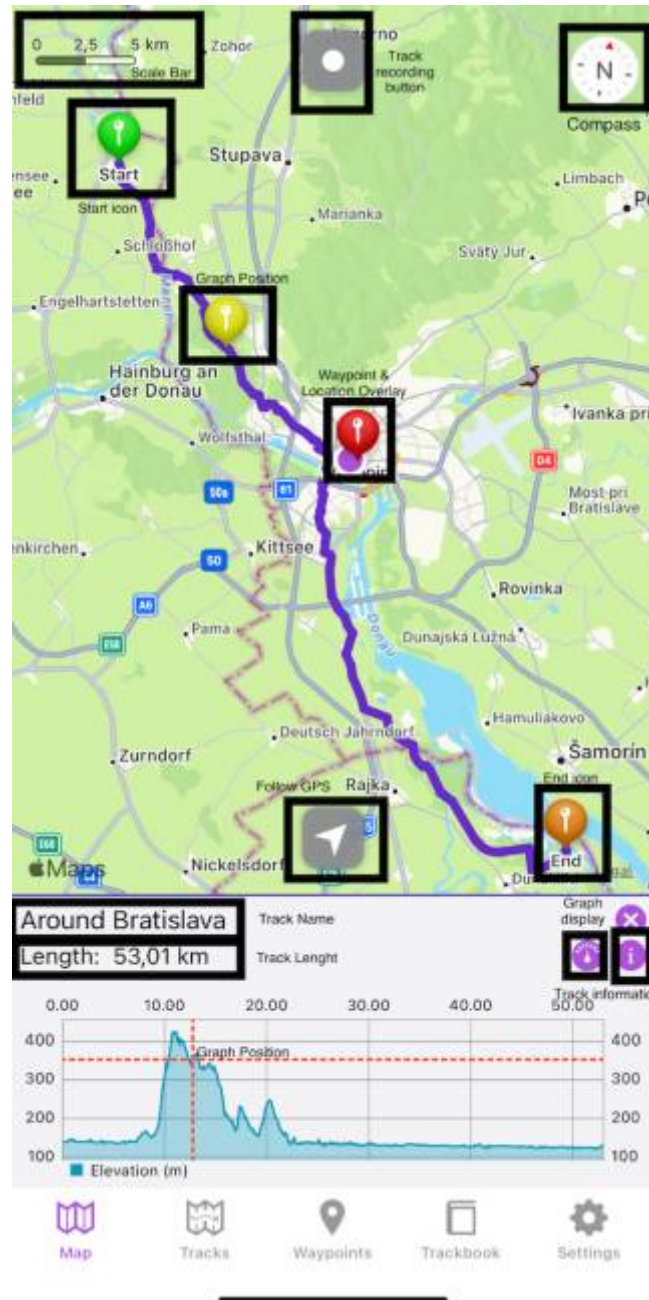 0 2,5 5 km
Scale Bar
Zohor
Track
recording
button
N
Compass
Start
Start icon
Stupava
Limbach
Marianka
Schloßhof
Svätý Jur
Graph Position
Engelhartstetten
Hainburg an
der Donau
Waypoint &
Location Overlay
Ivanka pri
Wolfsthal
D4
50a
61
Most pri
Bratislave
enkirchen
Kittsee
50
Rovinka
A6
Pama
Donau
Dunajská Lužná
Hamuliakovo
Deutsch Jahrndorf
Zurndorf
Šamorín
Follow GPS
Rajka
End icon
E60
Maps
Nickelsdorf
End
Around Bratislava
Track Name
Graph
display
Length: 53,01 km
Track Lenght
i
Track informatio
0.00 10.00 20.00 30.00 40.00 50.00
400 400
Graph Position
300 300
200 200
100 100
Elevation (m)
Map Tracks Waypoints Trackbook Settings